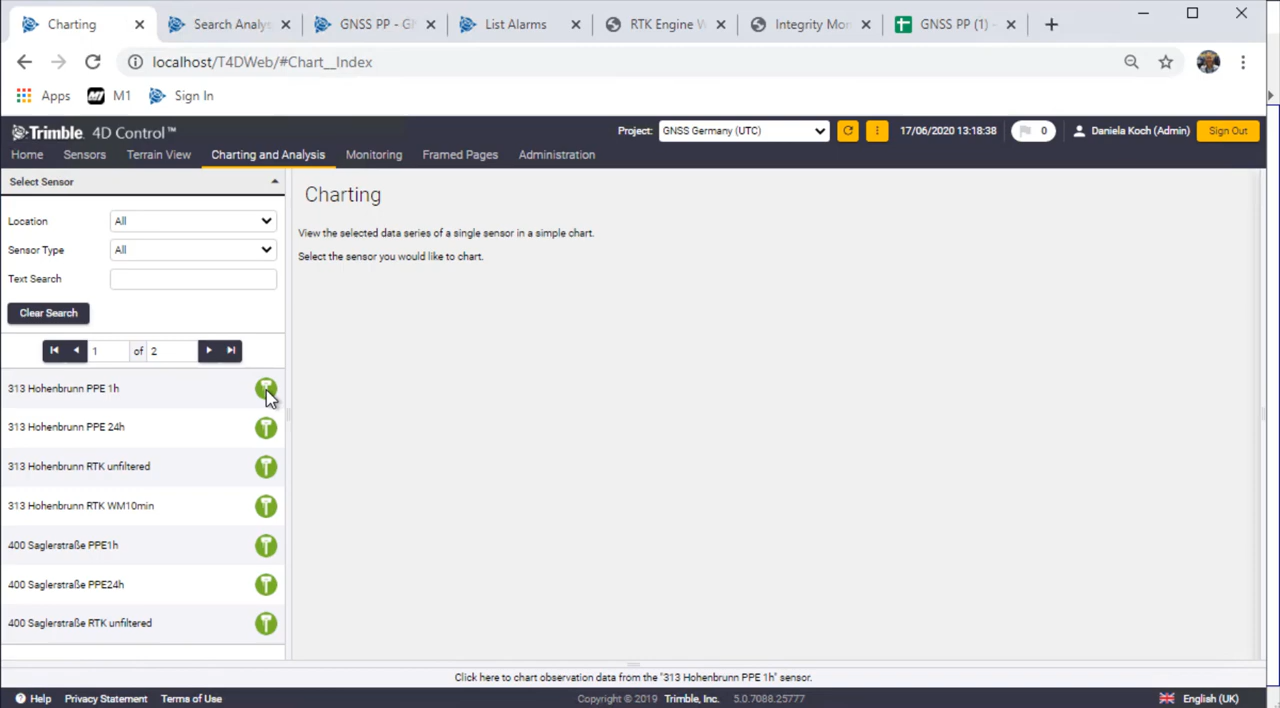 Charting
Search Analyt
GNSS PP - G
List Alarms
RTK Engine
Integrity Mo
GNSS PP (1) -
localhost/T4DWeb/#Chart__Index
Apps
M1
Sign In
Trimble. 4D Control™
Project:
GNSS Germany (UTC)
17/06/2020 13:18:38
0
Daniela Koch (Admin)
Sign Out
Home
Sensors
Terrain View
Charting and Analysis
Monitoring
Framed Pages
Administration
Select Sensor
Location
All
Sensor Type
All
Text Search
Clear Search
1
of 2
313 Hohenbrunn PPE 1h
313 Hohenbrunn PPE 24h
313 Hohenbrunn RTK unfiltered
313 Hohenbrunn RTK WM10min
400 Saglerstraße PPE1h
400 Saglerstraße PPE24h
400 Saglerstraße RTK unfiltered
Charting
View the selected data series of a single sensor in a simple chart.
Select the sensor you would like to chart.
Click here to chart observation data from the "313 Hohenbrunn PPE 1h" sensor.
Help
Privacy Statement
Terms of Use
Copyright © 2019 Trimble, Inc. 5.0.7088.25777
English (UK)